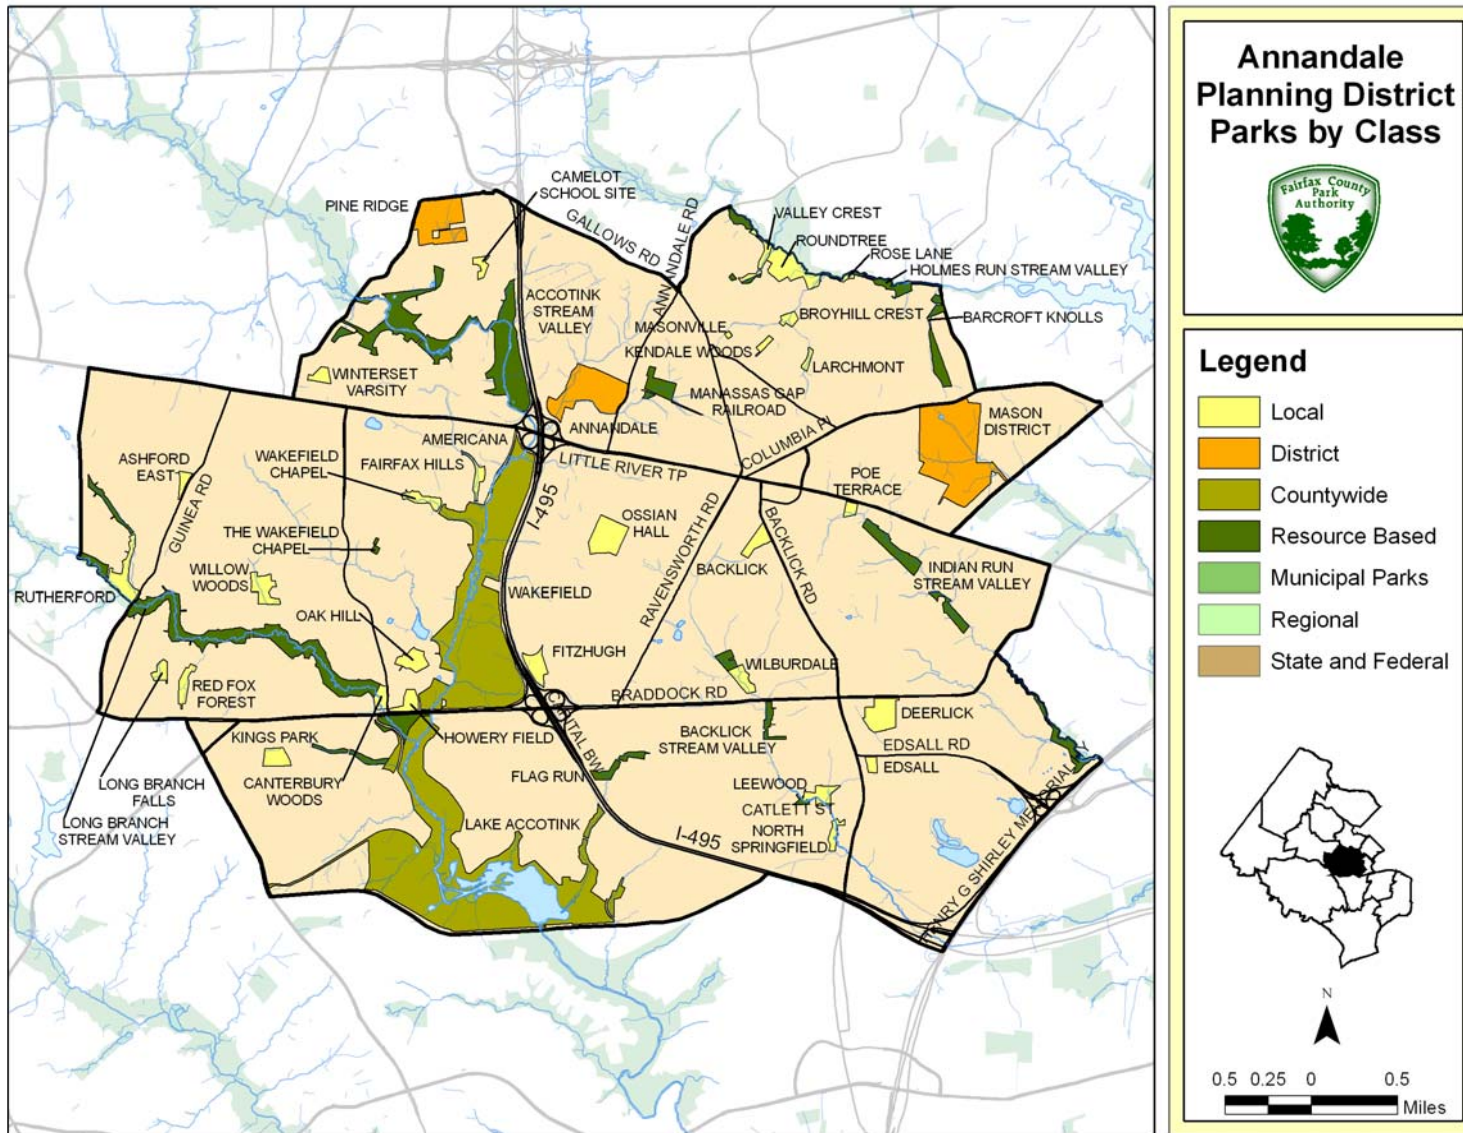 Annandale
Planning District
Parks by Class
Fairfax County
Park
Authority
Legend
Local
District
Countywide
Resource Based
Municipal Parks
Regional
State and Federal
N
0.5 0.25 0 0.5
Miles
CAMELOT
SCHOOL SITE
PINE RIDGE
GALLOWS RD
ANNANDALE RD
VALLEY CREST
ROUNDTREE
ROSE LANE
HOLMES RUN STREAM VALLEY
ACCOTINK
STREAM
VALLEY
MASONVILLE
BROYHILL CREST
BARCROFT KNOLLS
KENDALE WOODS
LARCHMONT
WINTERSET
VARSITY
MANASSAS GAP
RAILROAD
MASON
DISTRICT
ANNANDALE
AMERICANA
COLUMBIA PI
LITTLE RIVER TP
ASHFORD
EAST
WAKEFIELD
CHAPEL
FAIRFAX HILLS
POE
TERRACE
GUINEA RD
I-495
OSSIAN
HALL
RAVENSWORTH RD
BACKLICK RD
THE WAKEFIELD
CHAPEL
BACKLICK
INDIAN RUN
STREAM VALLEY
WILLOW
WOODS
WAKEFIELD
RUTHERFORD
OAK HILL
FITZHUGH
WILBURDALE
RED FOX
FOREST
BRADDOCK RD
CAPITAL BW
DEERLICK
KINGS PARK
HOWERY FIELD
BACKLICK
STREAM VALLEY
EDSALL RD
EDSALL
LONG BRANCH
FALLS
CANTERBURY
WOODS
FLAG RUN
LEEWOOD
CATLETT ST
LONG BRANCH
STREAM VALLEY
LAKE ACCOTINK
I-495
NORTH
SPRINGFIELD
HENRY G SHIRLEY MEMORIAL Y